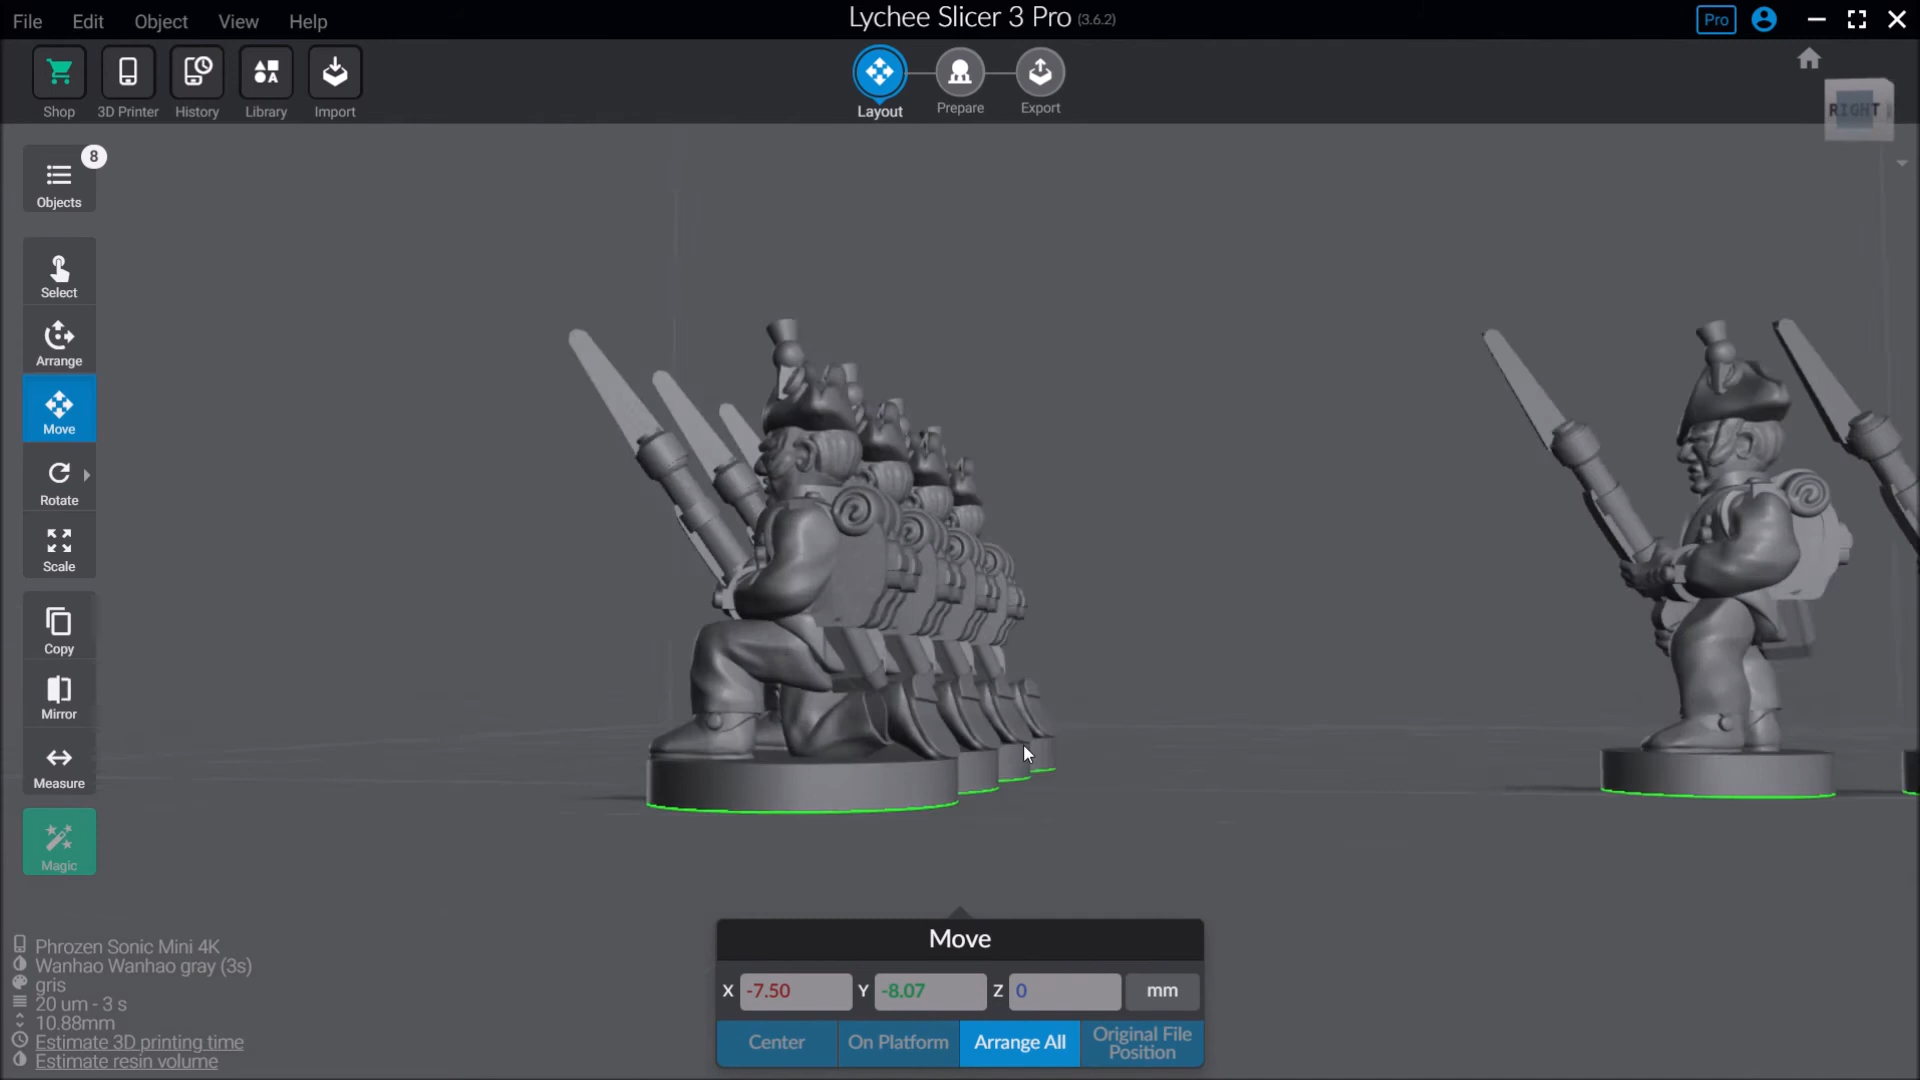 File Edit Object View Help
Lychee Slicer 3 Pro (3.6.2)
Pro
Shop
3D Printer
History
Library
Import
Layout
Prepare
Export
RIGHT
8
Objects
Select
Arrange
Move
Rotate
Scale
Copy
Mirror
Measure
Magic
Phrozen Sonic Mini 4K
Wanhao Wanhao gray (3s)
gris
20 um - 3 s
10.88mm
Estimate 3D printing time
Estimate resin volume
Move
X -7.50 Y -8.07 Z 0 mm
Center
On Platform
Arrange All
Original File
Position